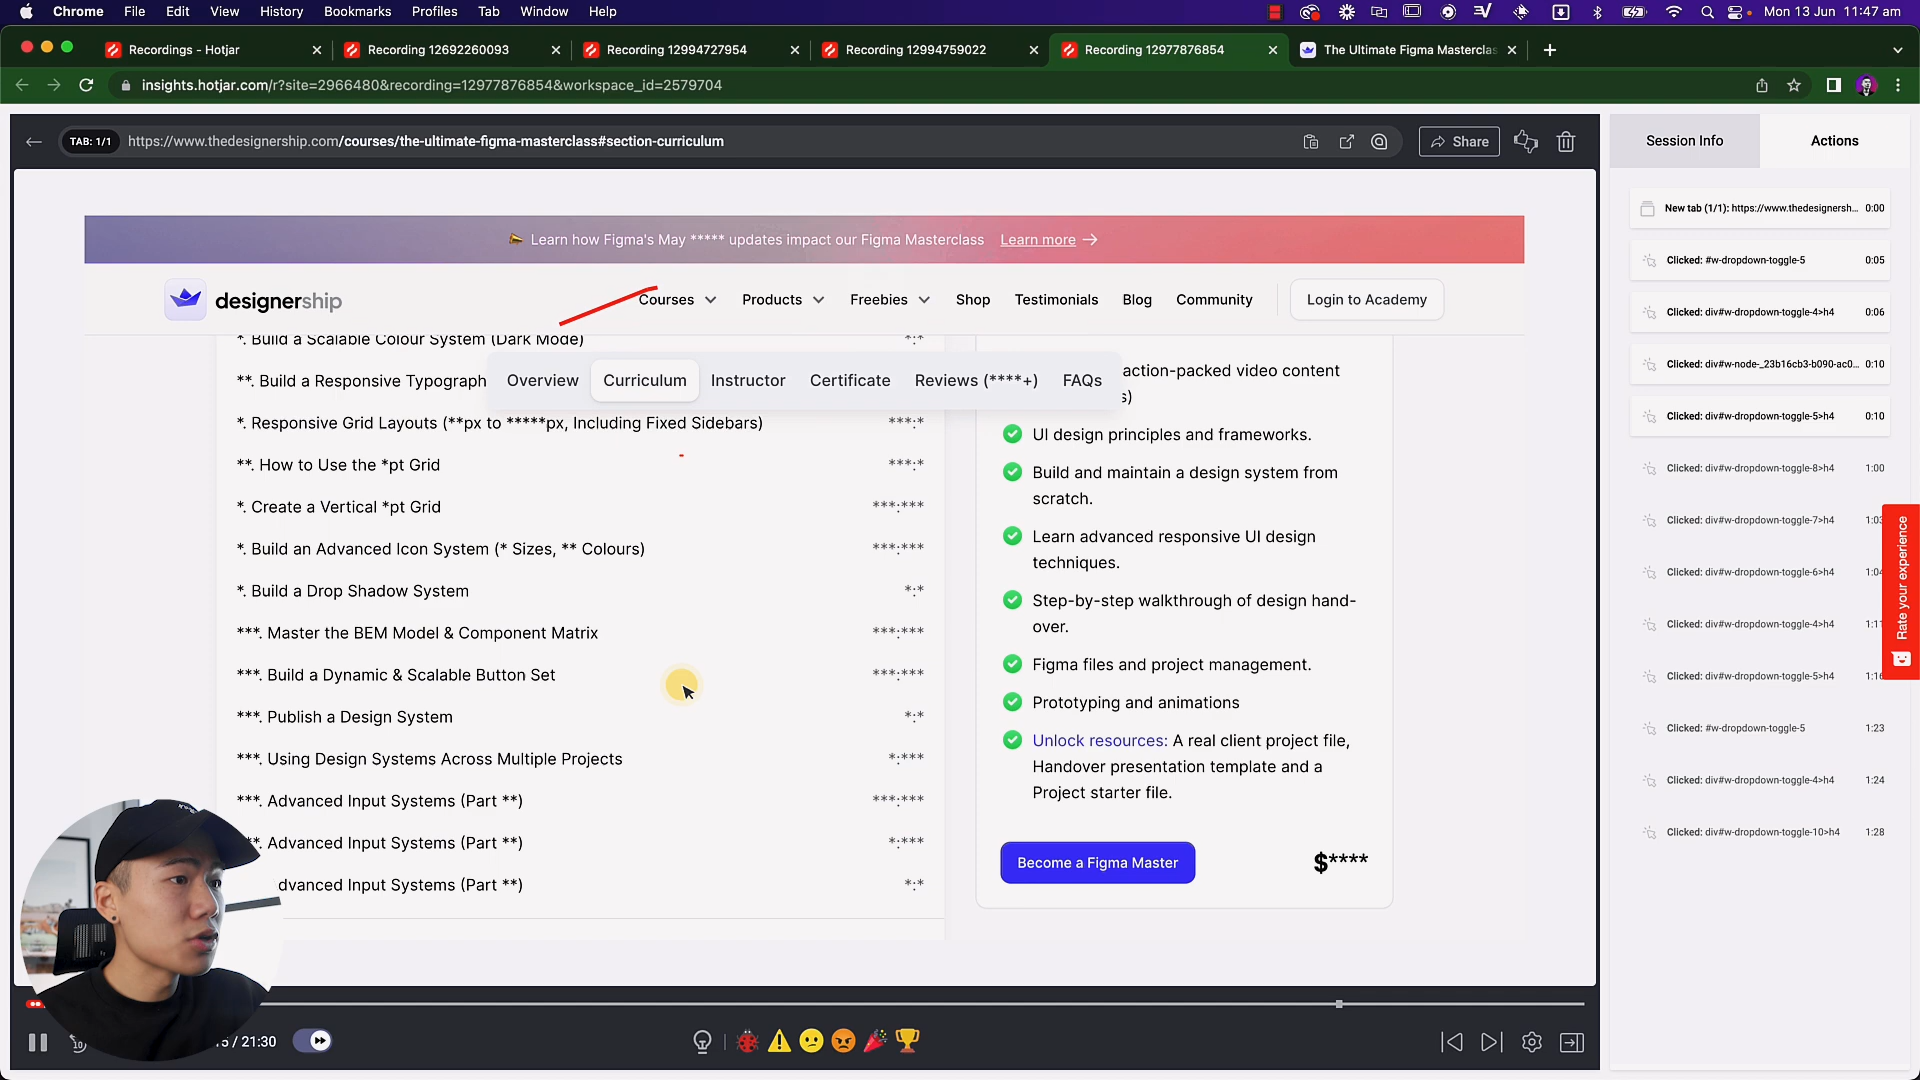 Chrome File Edit View History Bookmarks Profiles Tab Window Help Mon 13 Jun 11:47 am
Recordings - Hotjar
Recording 12692260093
Recording 12994727954
Recording 12994759022
Recording 12977876854
The Ultimate Figma Masterclas
insights.hotjar.com/r?site=2966480&recording=12977876854&workspace_id=2579704
TAB: 1/1 https://www.thedesignership.com/courses/the-ultimate-figma-masterclass#section-curriculum
Share
Session Info
Actions
Learn how Figma's May ***** updates impact our Figma Masterclass Learn more →
designership
Courses Products Freebies Shop Testimonials Blog Community Login to Academy
*. Build a Scalable Colour System (Dark Mode) *:*
**. Build a Responsive Typograph
Overview Curriculum Instructor Certificate Reviews (****+) FAQs
*. Responsive Grid Layouts (**px to *****px, Including Fixed Sidebars) ***:*
**. How to Use the *pt Grid ***:*
*. Create a Vertical *pt Grid ***:***
*. Build an Advanced Icon System (* Sizes, ** Colours) ***:***
*. Build a Drop Shadow System *:*
***. Master the BEM Model & Component Matrix ***:***
***. Build a Dynamic & Scalable Button Set ***:***
***. Publish a Design System *:*
***. Using Design Systems Across Multiple Projects *:***
***. Advanced Input Systems (Part **) ***:***
Advanced Input Systems (Part **) *:***
dvanced Input Systems (Part **) *:*
action-packed video content
s)
UI design principles and frameworks.
Build and maintain a design system from
scratch.
Learn advanced responsive UI design
techniques.
Step-by-step walkthrough of design hand-
over.
Figma files and project management.
Prototyping and animations
Unlock resources: A real client project file,
Handover presentation template and a
Project starter file.
Become a Figma Master $****
New tab (1/1): https://www.thedesignersh... 0:00
Clicked: #w-dropdown-toggle-5 0:05
Clicked: div#w-dropdown-toggle-4>h4 0:06
Clicked: div#w-node-_23b16cb3-b090-ac0... 0:10
Clicked: div#w-dropdown-toggle-5>h4 0:10
Clicked: div#w-dropdown-toggle-8>h4 1:00
Clicked: div#w-dropdown-toggle-7>h4 1:03
Clicked: div#w-dropdown-toggle-6>h4 1:04
Clicked: div#w-dropdown-toggle-4>h4 1:11
Clicked: div#w-dropdown-toggle-5>h4 1:16
Clicked: #w-dropdown-toggle-5 1:23
Clicked: div#w-dropdown-toggle-4>h4 1:24
Clicked: div#w-dropdown-toggle-10>h4 1:28
Rate your experience
10
5 / 21:30